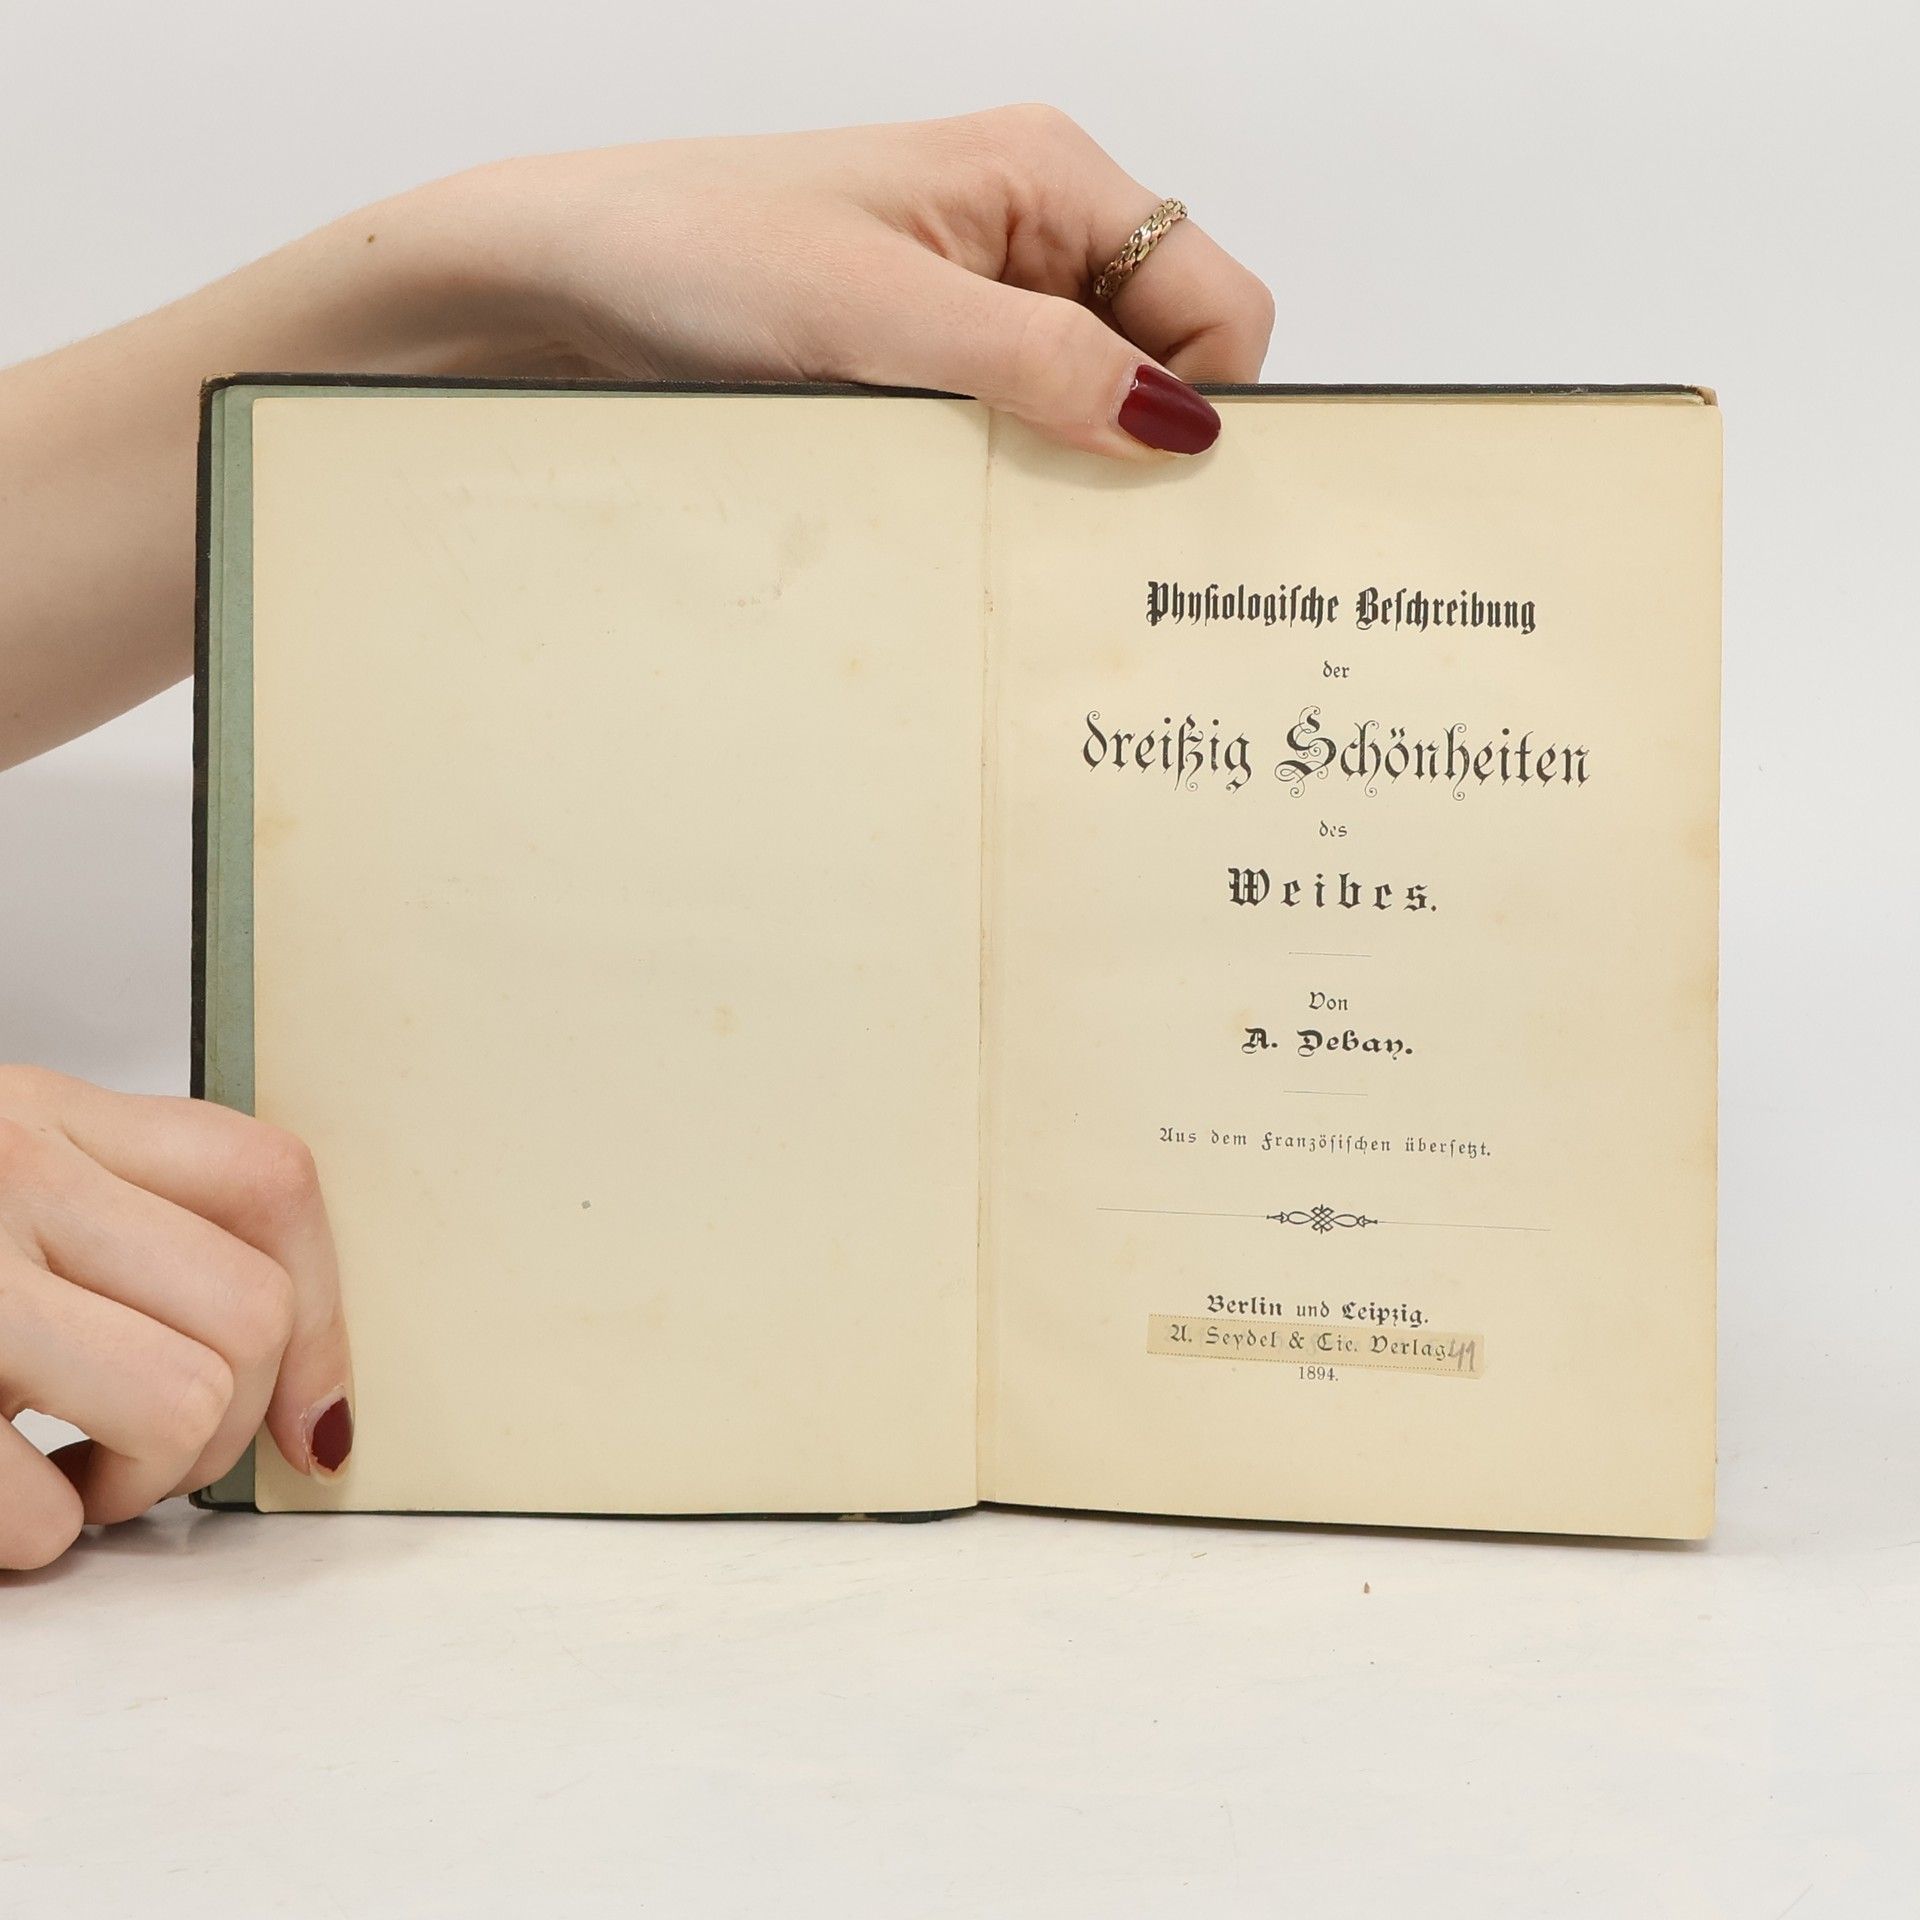 Phyſiologiſche Beſchreibung
der
dreißig Schönheiten
des
Weibes.
Von
A. Debay.
Aus dem Franzöſiſchen überſetzt.
Berlin und Leipzig.
A. Seydel & Cie. Verlag
1894.